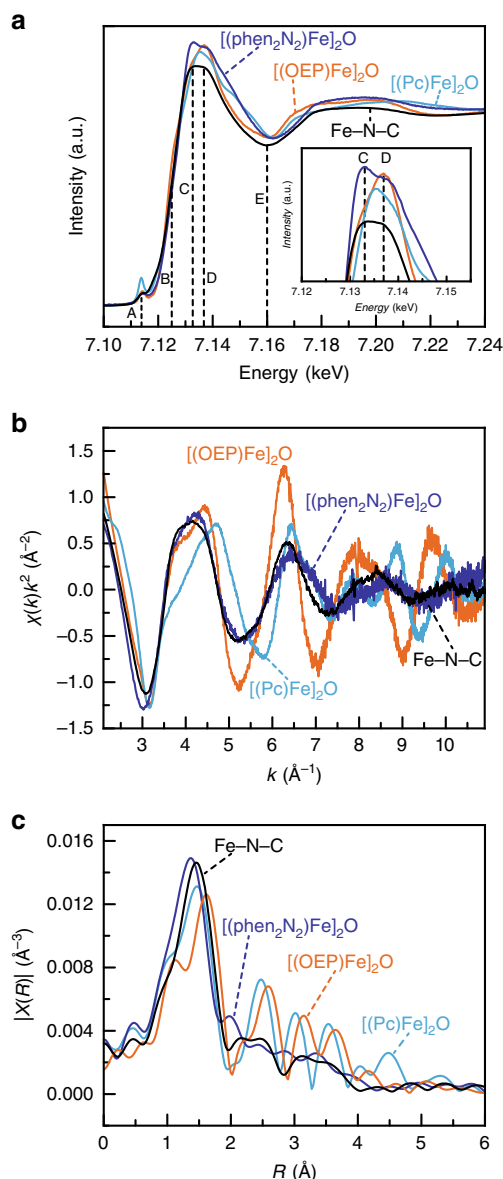 a
[(phen₂N₂)Fe]₂O
[(OEP)Fe]₂O
[(Pc)Fe]₂O
Fe–N–C
Intensity (a.u.)
A
B
C
D
E
C D
Intensity (a.u.)
7.12 7.13 7.14 7.15
Energy (keV)
7.10 7.12 7.14 7.16 7.18 7.20 7.22 7.24
Energy (keV)
b
1.5
1.0
0.5
0.0
−0.5
−1.0
−1.5
χ(k)k² (Å⁻²)
[(OEP)Fe]₂O
[(phen₂N₂)Fe]₂O
[(Pc)Fe]₂O
Fe–N–C
3 4 5 6 7 8 9 10
k (Å⁻¹)
c
0.016
0.012
0.008
0.004
0.000
|X(R)| (Å⁻³)
Fe–N–C
[(phen₂N₂)Fe]₂O
[(OEP)Fe]₂O
[(Pc)Fe]₂O
0 1 2 3 4 5 6
R (Å)